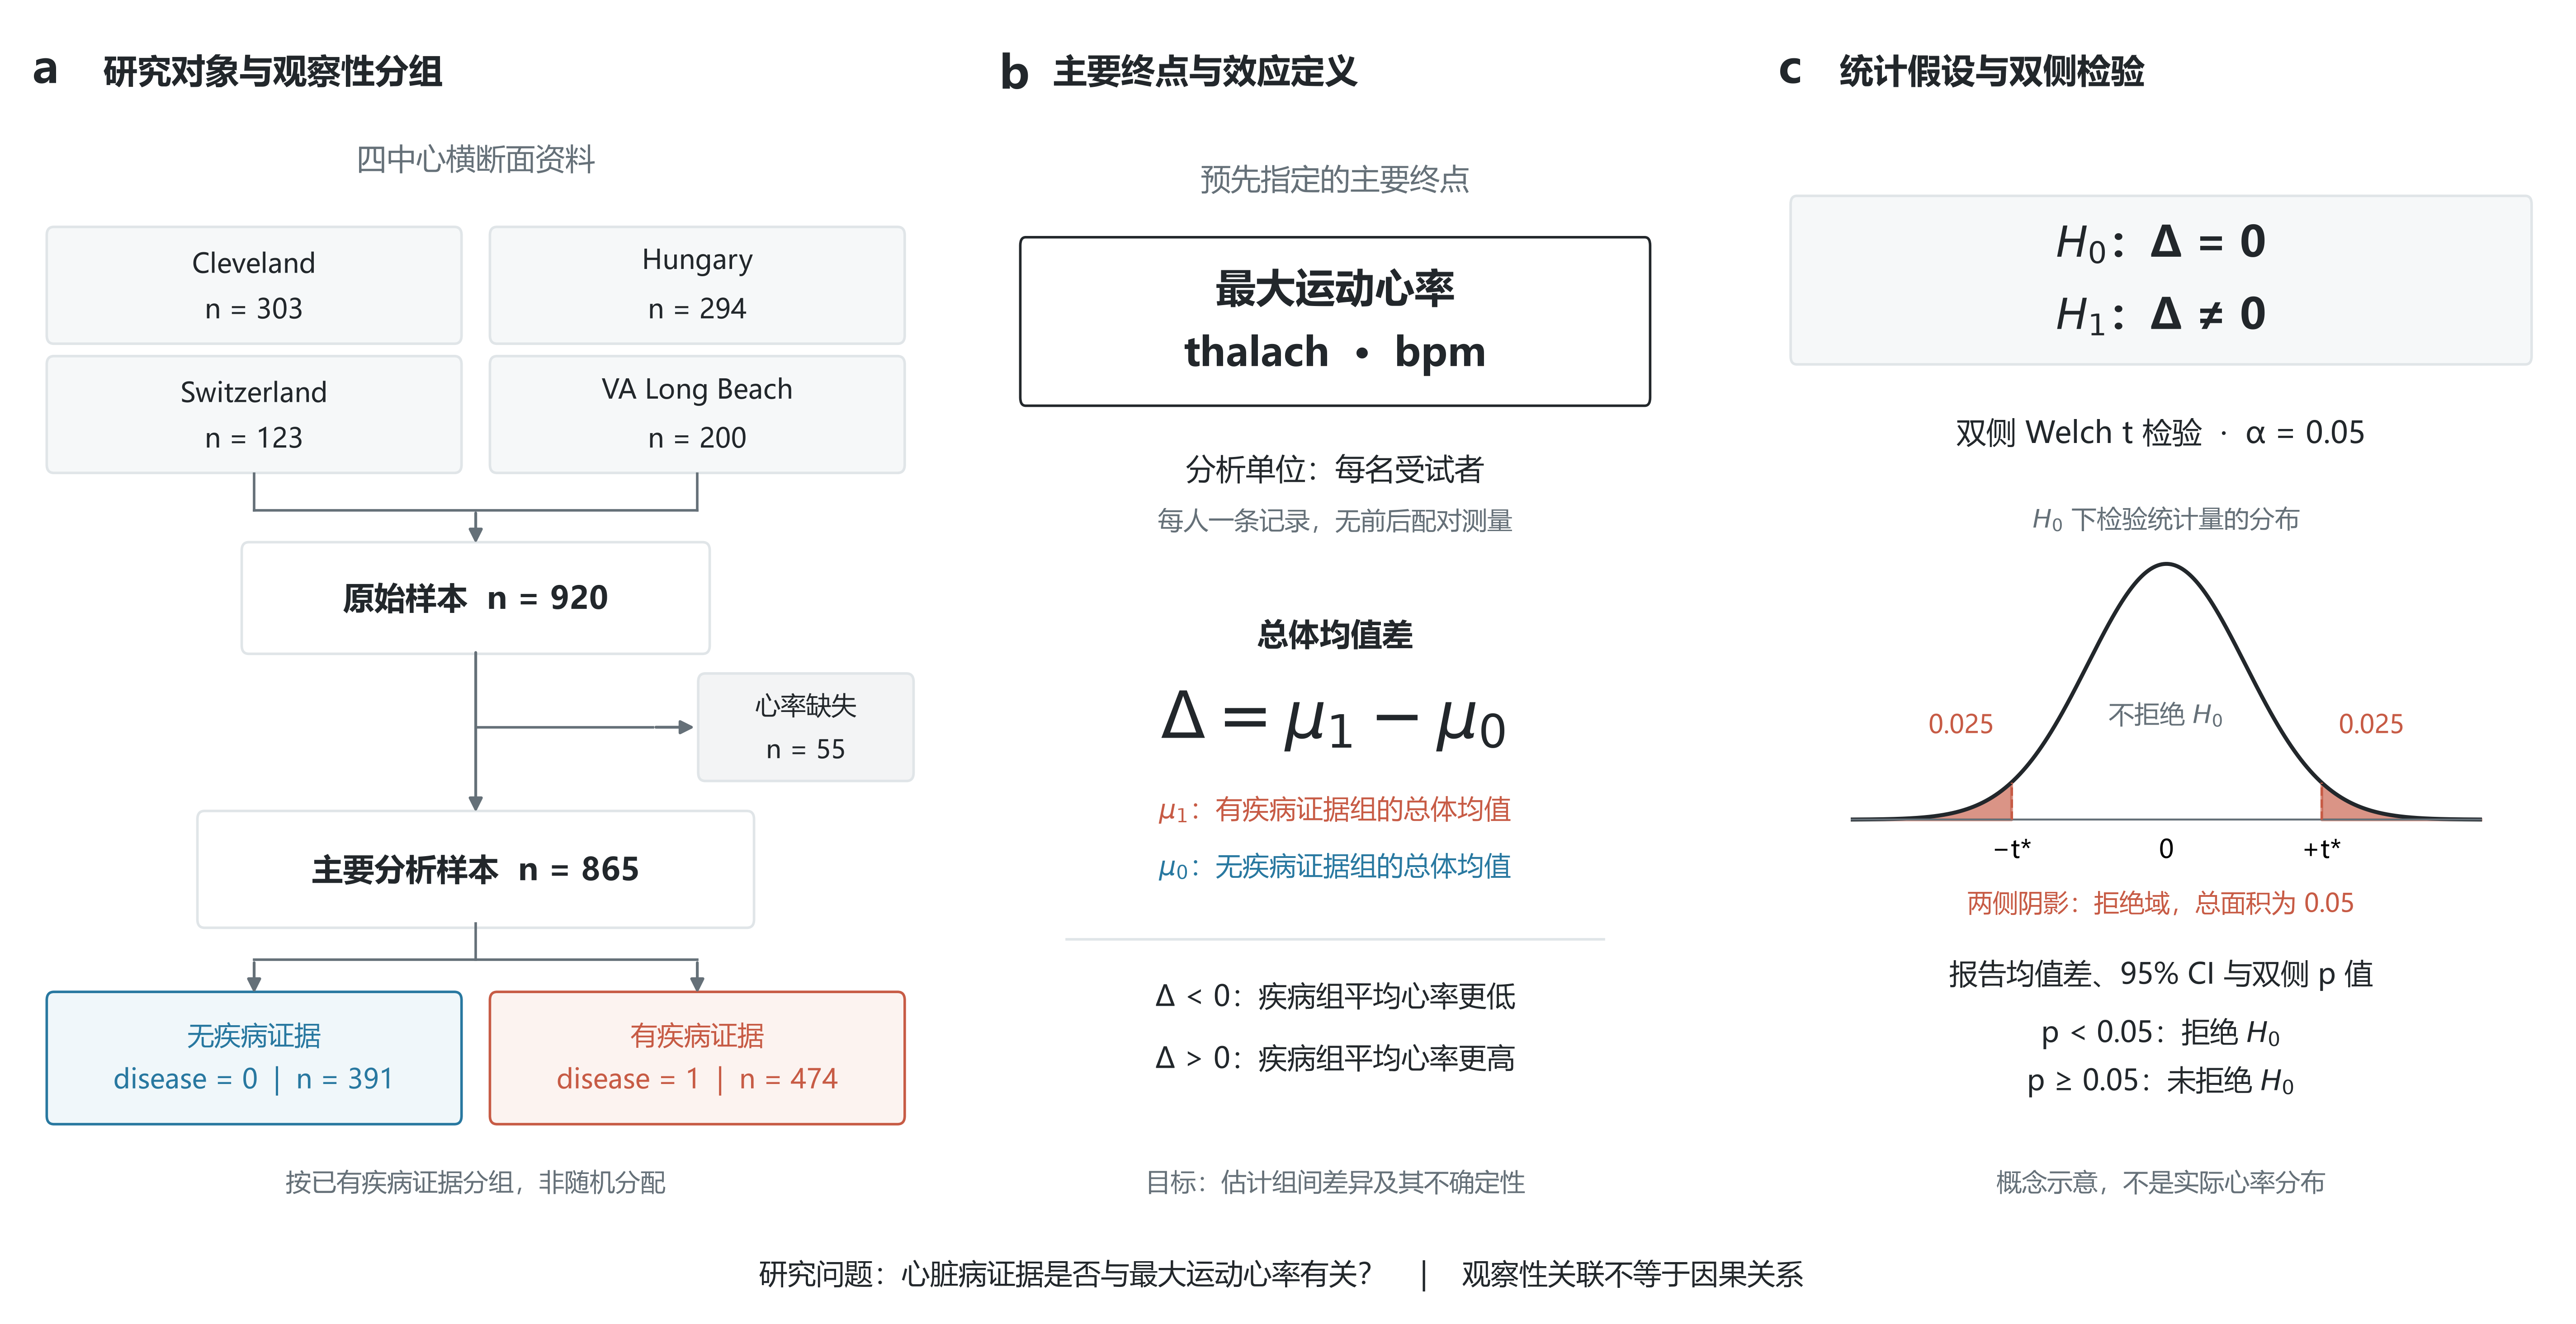 a 研究对象与观察性分组
四中心横断面资料
Cleveland
n = 303
Hungary
n = 294
Switzerland
n = 123
VA Long Beach
n = 200
原始样本 n = 920
心率缺失
n = 55
主要分析样本 n = 865
无疾病证据
disease = 0 | n = 391
有疾病证据
disease = 1 | n = 474
按已有疾病证据分组，非随机分配
b 主要终点与效应定义
预先指定的主要终点
最大运动心率
thalach • bpm
分析单位：每名受试者
每人一条记录，无前后配对测量
总体均值差
Δ = μ₁ − μ₀
μ₁：有疾病证据组的总体均值
μ₀：无疾病证据组的总体均值
Δ < 0：疾病组平均心率更低
Δ > 0：疾病组平均心率更高
目标：估计组间差异及其不确定性
c 统计假设与双侧检验
H₀：Δ = 0
H₁：Δ ≠ 0
双侧 Welch t 检验 · α = 0.05
H₀ 下检验统计量的分布
0.025
不拒绝 H₀
0.025
−t*
0
+t*
两侧阴影：拒绝域，总面积为 0.05
报告均值差、95% CI 与双侧 p 值
p < 0.05：拒绝 H₀
p ≥ 0.05：未拒绝 H₀
概念示意，不是实际心率分布
研究问题：心脏病证据是否与最大运动心率有关？ | 观察性关联不等于因果关系